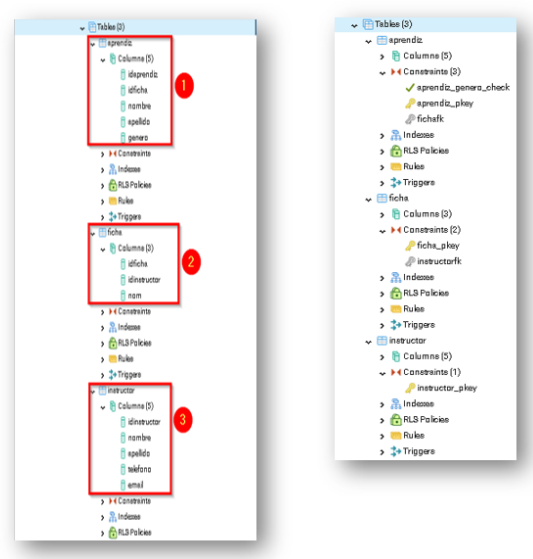 Tables (3)
aprendiz
Columns (5)
idaprendiz
idficha
nombre
apellido
genero
Constraints
Indexes
RLS Policies
Rules
Triggers
ficha
Columns (3)
idficha
idinstructor
nom
Constraints
Indexes
RLS Policies
Rules
Triggers
instructor
Columns (5)
idinstructor
nombre
apellido
telefono
email
Constraints
Indexes
RLS Policies
1
2
3
Tables (3)
aprendiz
Columns (5)
Constraints (3)
aprendiz_genero_check
aprendiz_pkey
fichafk
Indexes
RLS Policies
Rules
Triggers
ficha
Columns (3)
Constraints (2)
ficha_pkey
instructorfk
Indexes
RLS Policies
Rules
Triggers
instructor
Columns (5)
Constraints (1)
instructor_pkey
Indexes
RLS Policies
Rules
Triggers